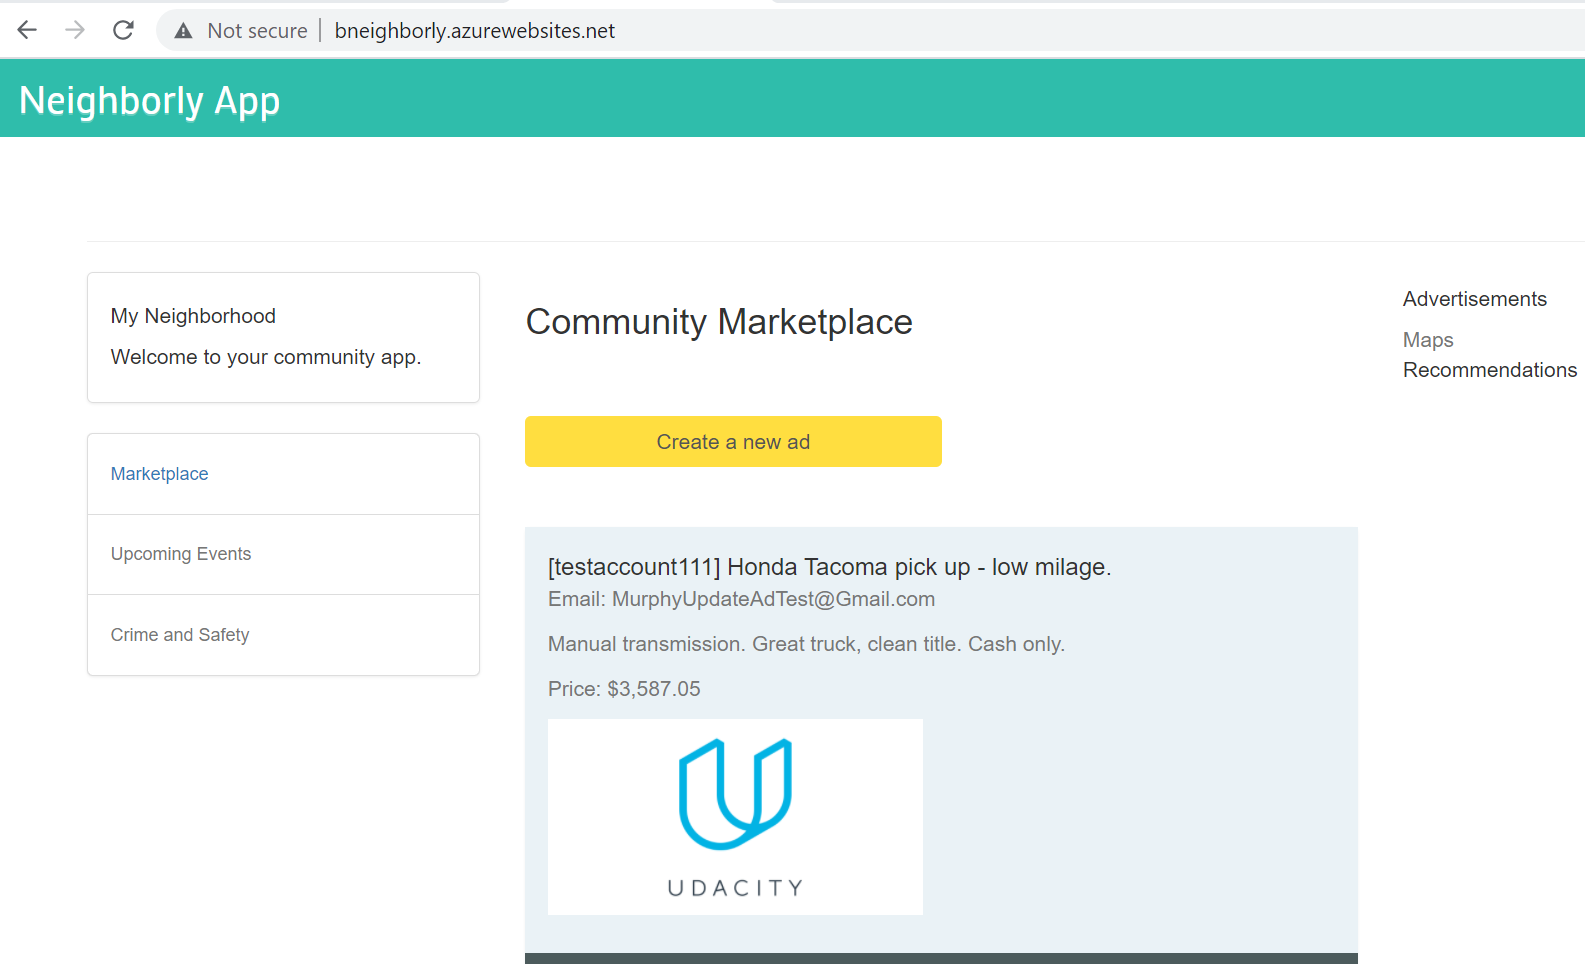 Not secure | bneighborly.azurewebsites.net
Neighborly App
My Neighborhood
Welcome to your community app.
Marketplace
Upcoming Events
Crime and Safety
Community Marketplace
Create a new ad
[testaccount111] Honda Tacoma pick up - low milage.
Email: MurphyUpdateAdTest@Gmail.com
Manual transmission. Great truck, clean title. Cash only.
Price: $3,587.05
UDACITY
Advertisements
Maps
Recommendations